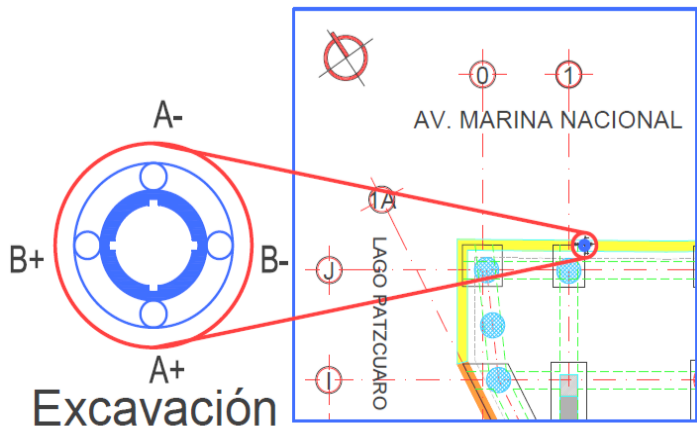 A-
B+
B-
A+
Excavación
0
1
AV. MARINA NACIONAL
1A
LAGO PATZCUARO
J
I